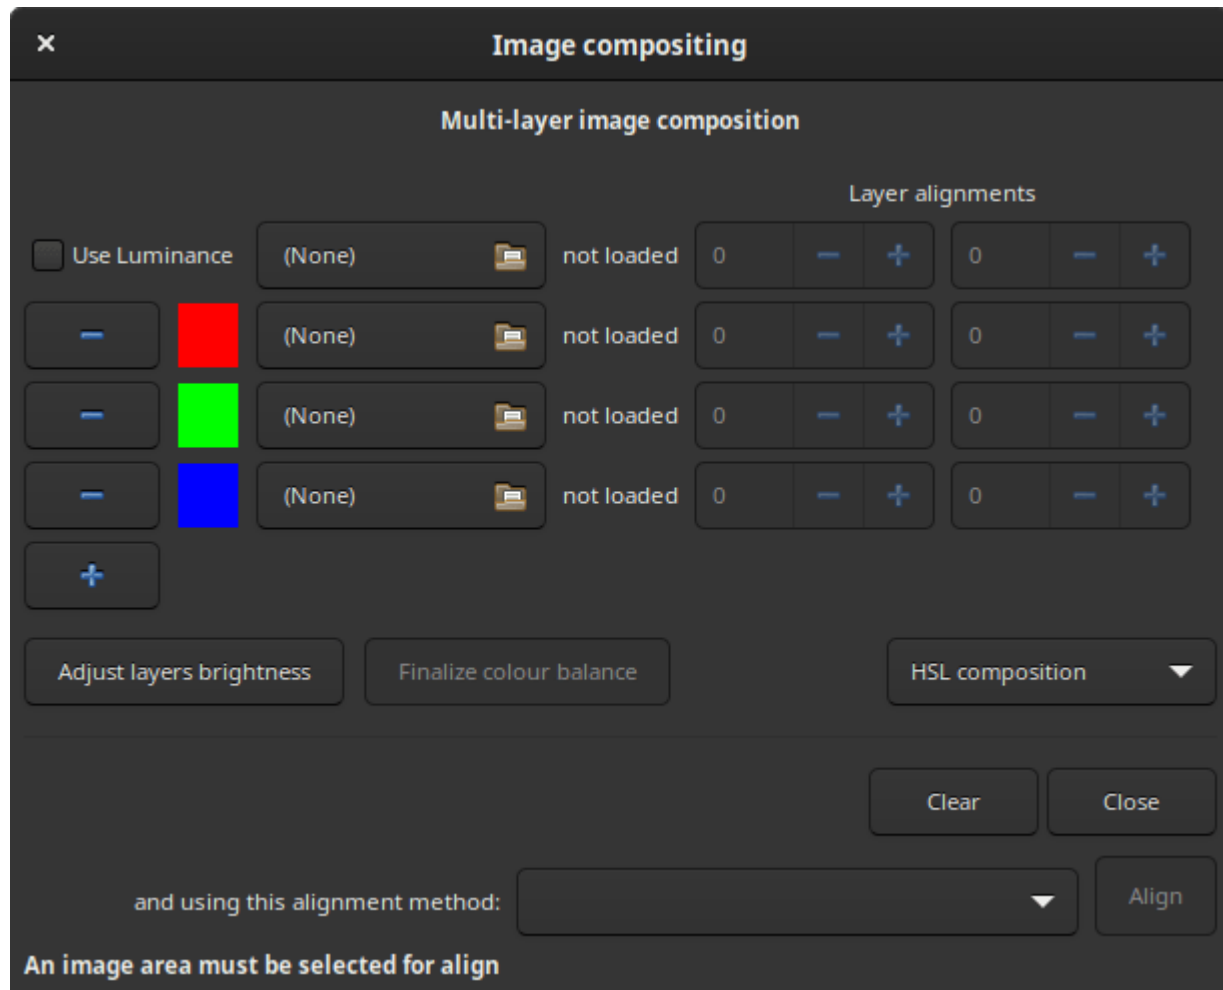 Image compositing
Multi-layer image composition
Layer alignments
Use Luminance (None) not loaded 0 0
(None) not loaded 0 0
(None) not loaded 0 0
(None) not loaded 0 0
Adjust layers brightness Finalize colour balance HSL composition
Clear Close
and using this alignment method: Align
An image area must be selected for align